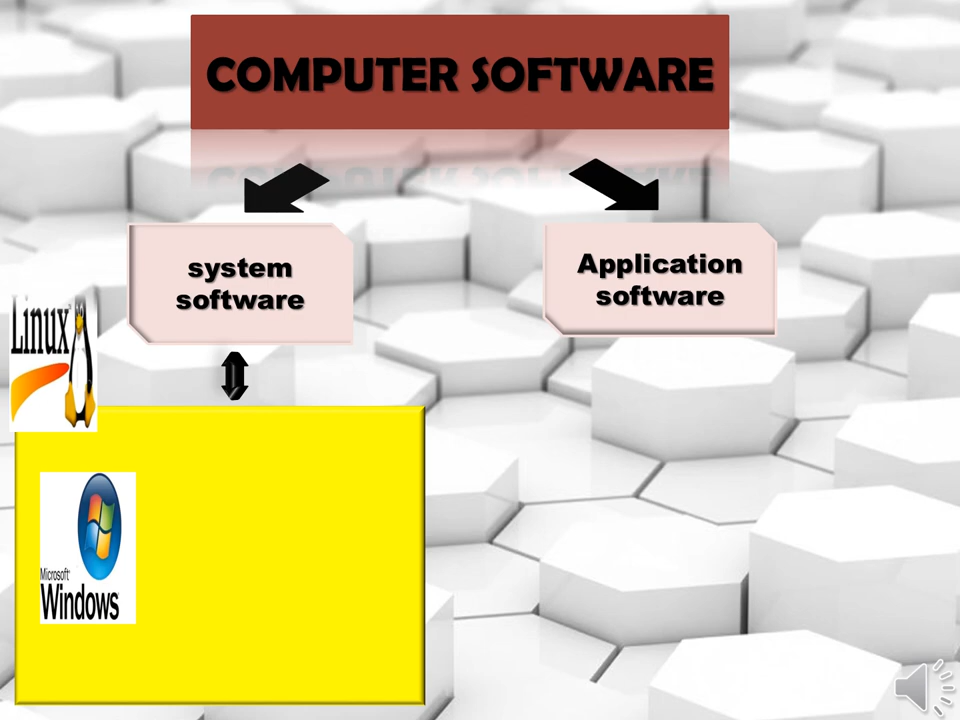 COMPUTER SOFTWARE
system
software
Application
software
Linux
Microsoft
Windows